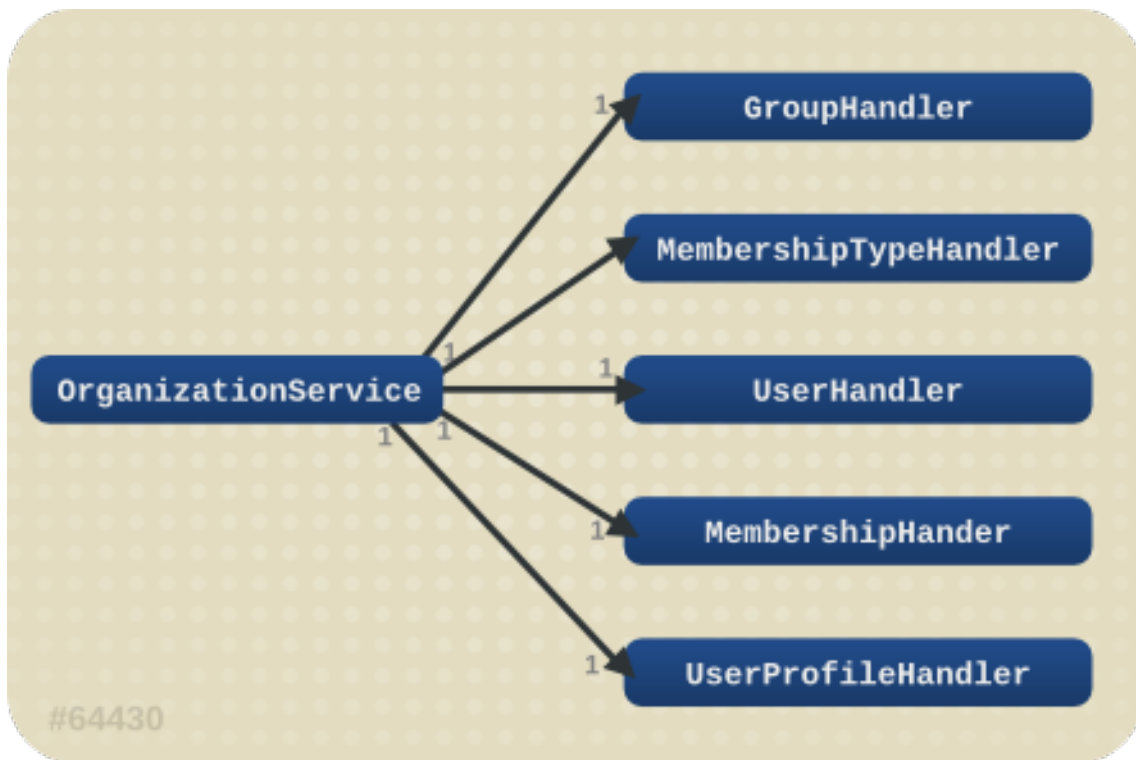 1
GroupHandler
MembershipTypeHandler
1
1
OrganizationService
UserHandler
1
1
1
MembershipHander
1
UserProfileHandler
#64430